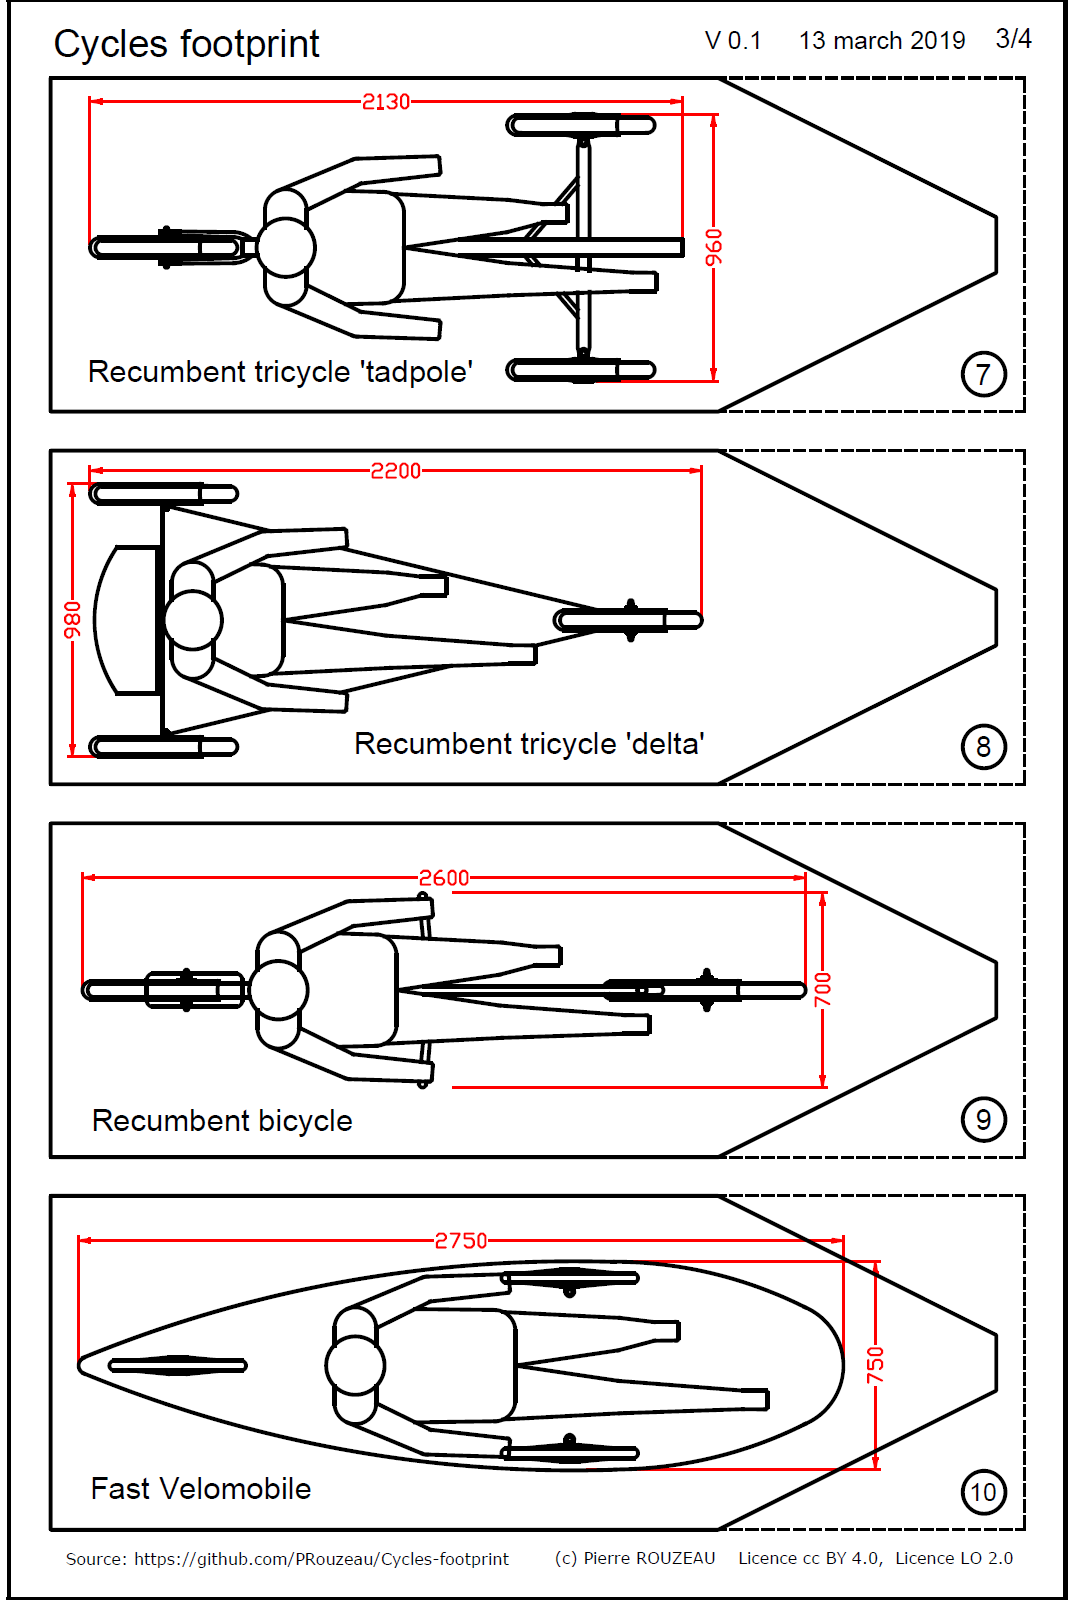 Cycles footprint V 0.1 13 march 2019 3/4
2130
960
Recumbent tricycle 'tadpole' 7
2200
980
Recumbent tricycle 'delta' 8
2600
700
Recumbent bicycle 9
2750
750
Fast Velomobile 10
Source: https://github.com/PRouzeau/Cycles-footprint (c) Pierre ROUZEAU Licence cc BY 4.0, Licence LO 2.0